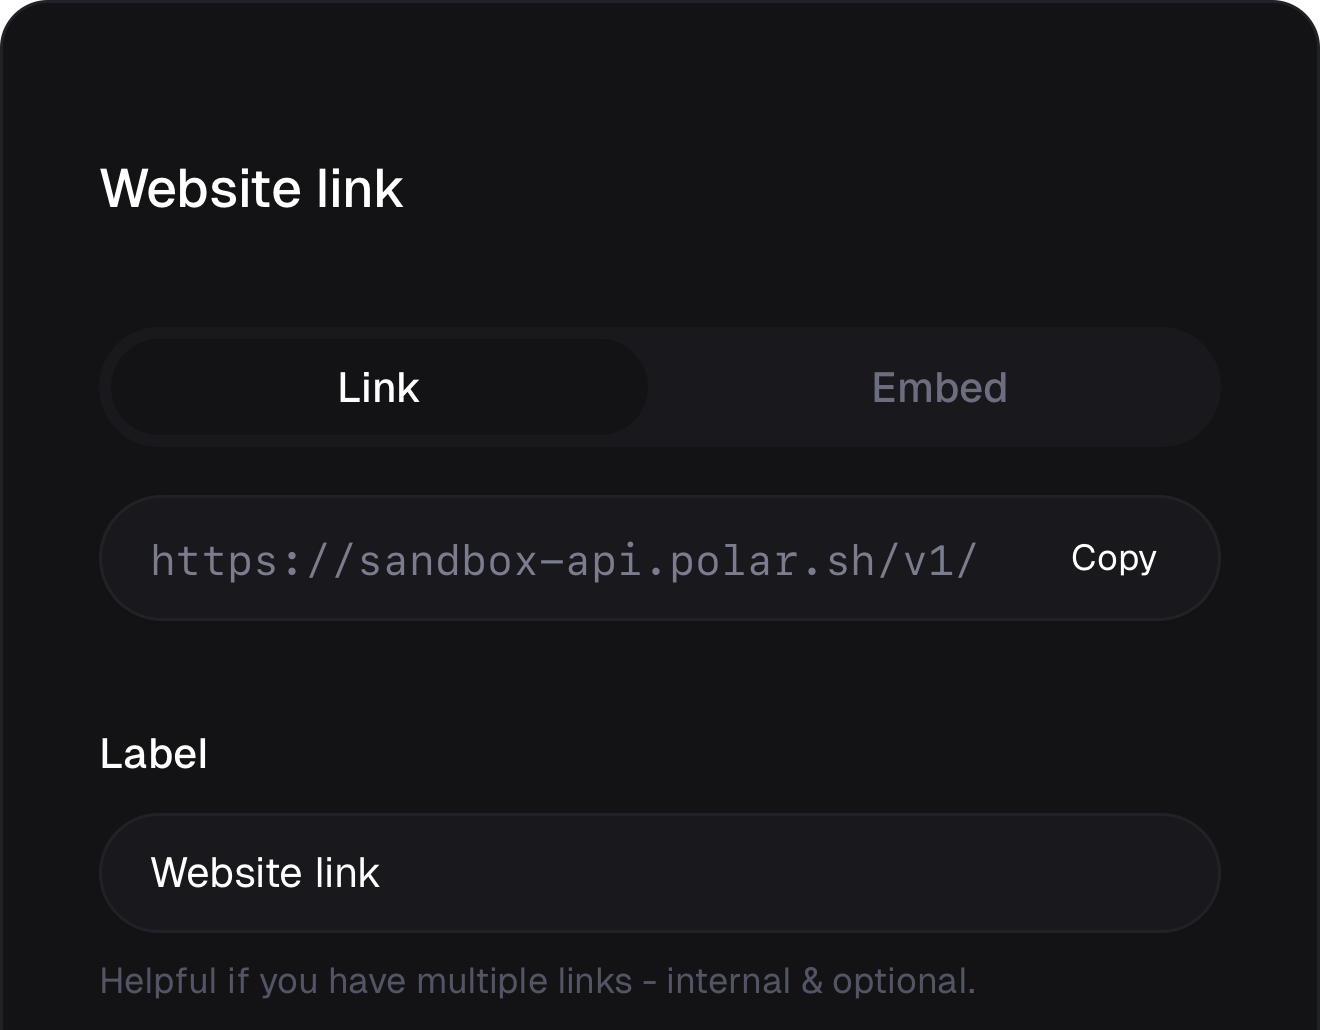 Website link
Link
Embed
https://sandbox-api.polar.sh/v1/
Copy
Label
Website link
Helpful if you have multiple links - internal & optional.